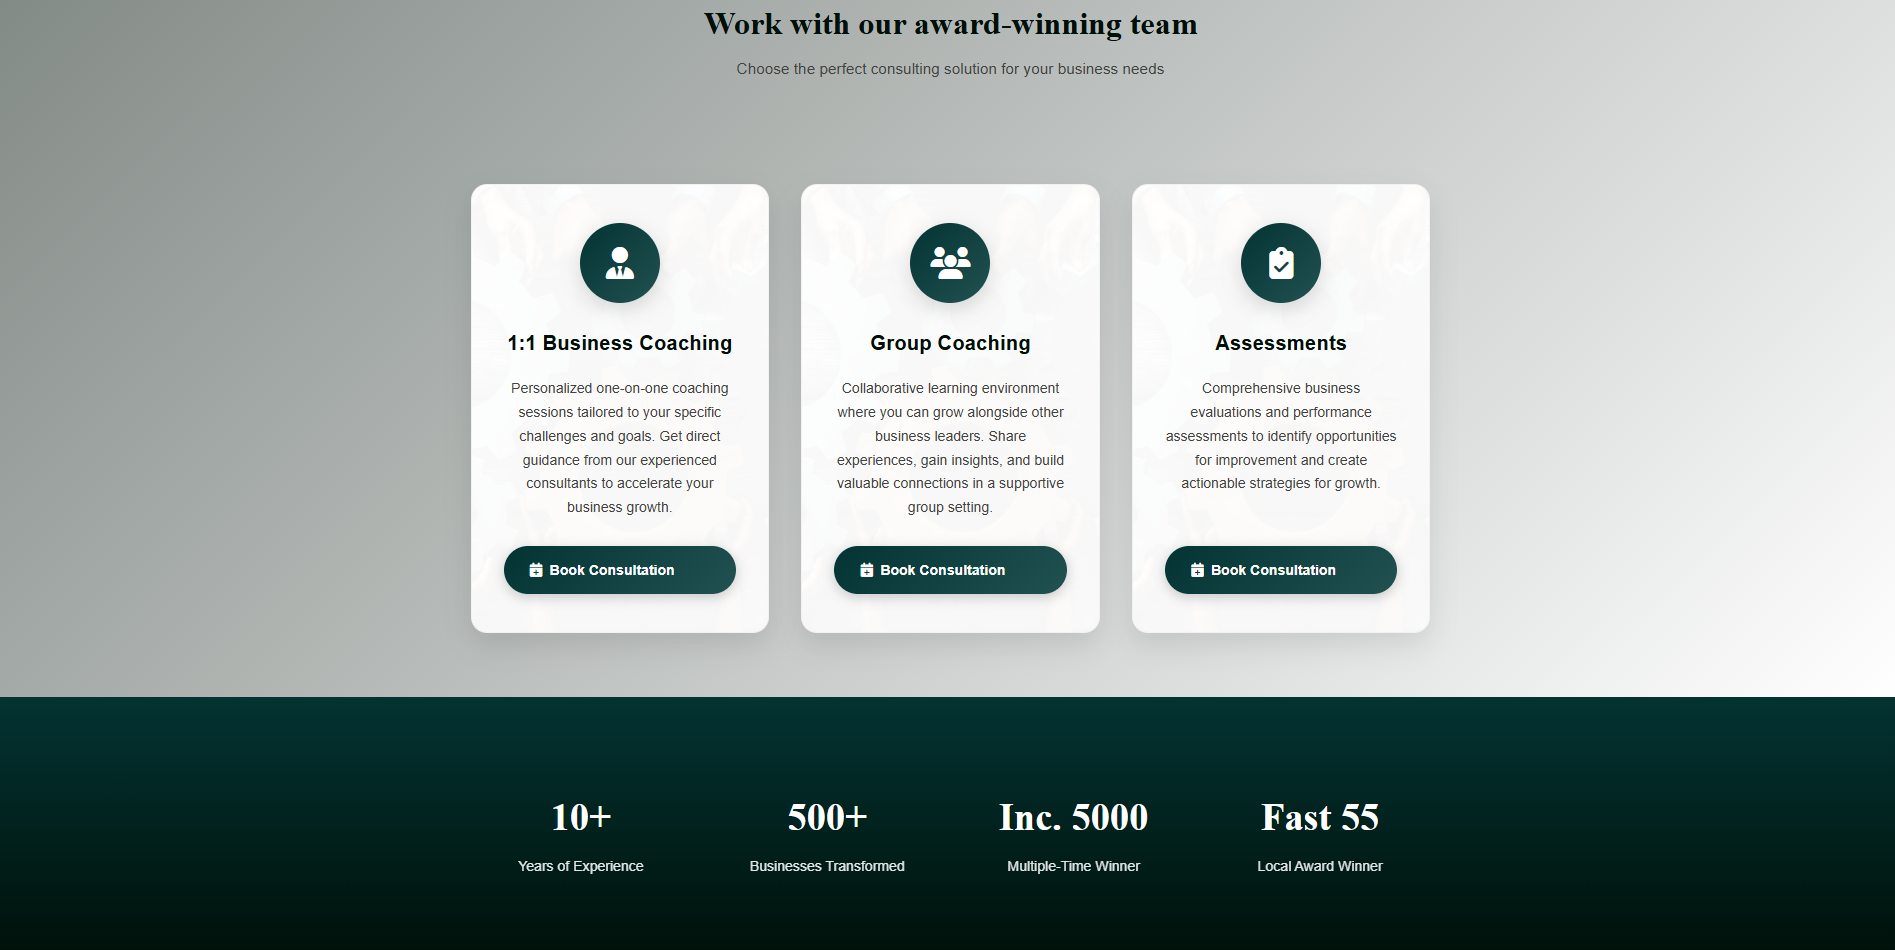 Work with our award-winning team
Choose the perfect consulting solution for your business needs
1:1 Business Coaching
Personalized one-on-one coaching
sessions tailored to your specific
challenges and goals. Get direct
guidance from our experienced
consultants to accelerate your
business growth.
Book Consultation
Group Coaching
Collaborative learning environment
where you can grow alongside other
business leaders. Share
experiences, gain insights, and build
valuable connections in a supportive
group setting.
Book Consultation
Assessments
Comprehensive business
evaluations and performance
assessments to identify opportunities
for improvement and create
actionable strategies for growth.
Book Consultation
10+
Years of Experience
500+
Businesses Transformed
Inc. 5000
Multiple-Time Winner
Fast 55
Local Award Winner